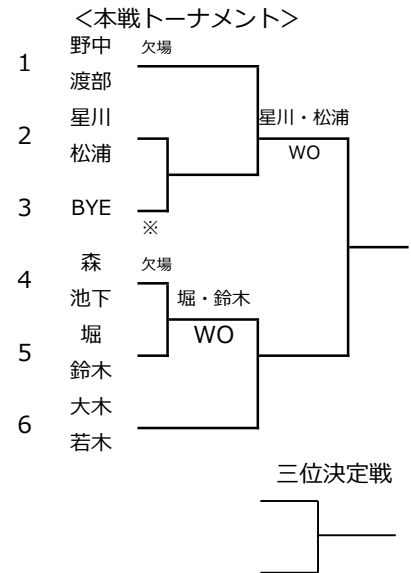 ＜本戦トーナメント＞
1 野中 欠場
渡部
2 星川 星川・松浦
松浦 WO
3 BYE
※
4 森 欠場
池下 堀・鈴木
5 堀 WO
鈴木
6 大木
若木
三位決定戦